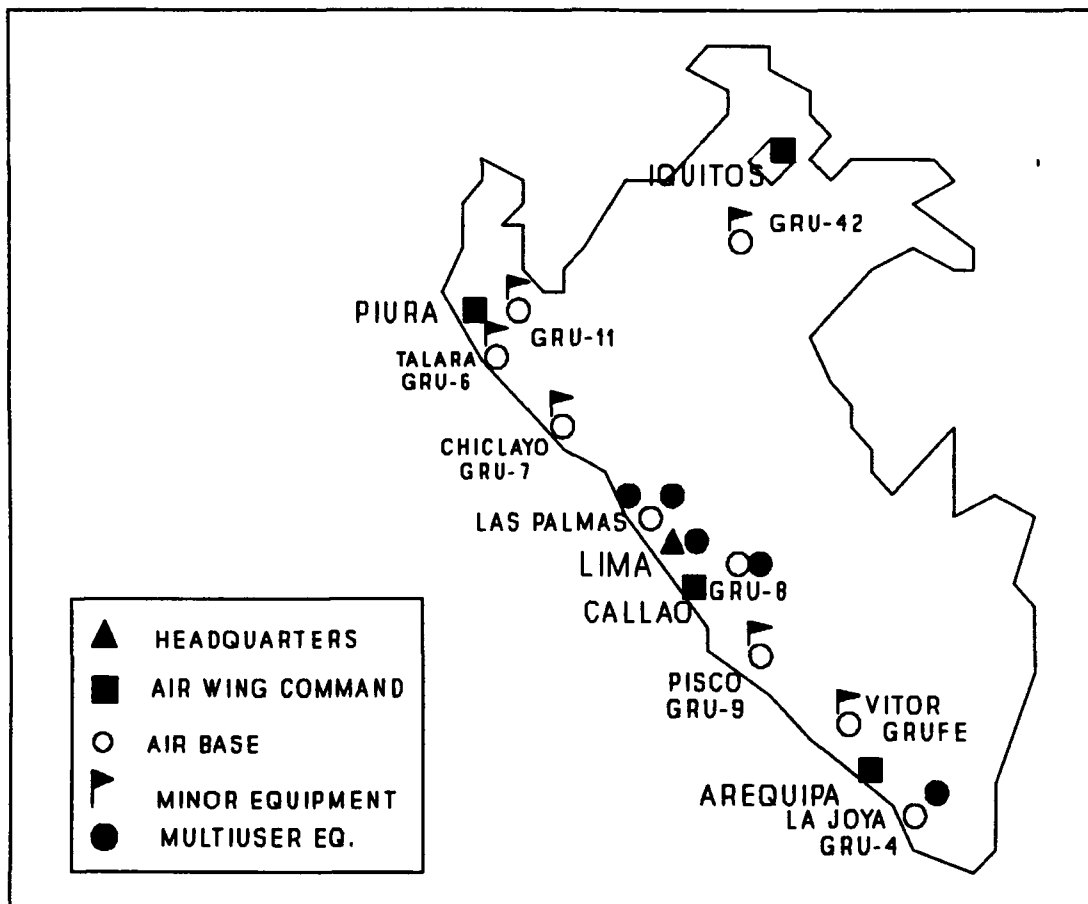 IQUITOS
GRU-42
PIURA
GRU-11
TALARA
GRU-6
CHICLAYO
GRU-7
LAS PALMAS
LIMA
GRU-8
CALLAO
PISCO
GRU-9
VITOR
GRUFE
AREQUIPA
LA JOYA
GRU-4
HEADQUARTERS
AIR WING COMMAND
AIR BASE
MINOR EQUIPMENT
MULTIUSER EQ.